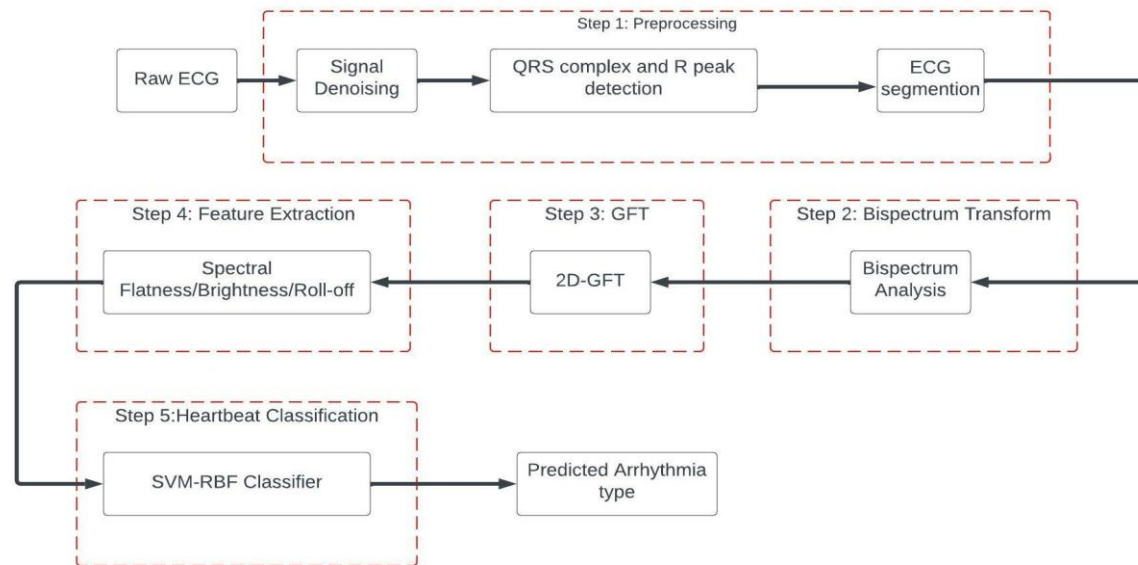 Step 1: Preprocessing
Raw ECG
Signal
Denoising
QRS complex and R peak
detection
ECG
segmention
Step 4: Feature Extraction
Spectral
Flatness/Brightness/Roll-off
Step 3: GFT
2D-GFT
Step 2: Bispectrum Transform
Bispectrum
Analysis
Step 5:Heartbeat Classification
SVM-RBF Classifier
Predicted Arrhythmia
type